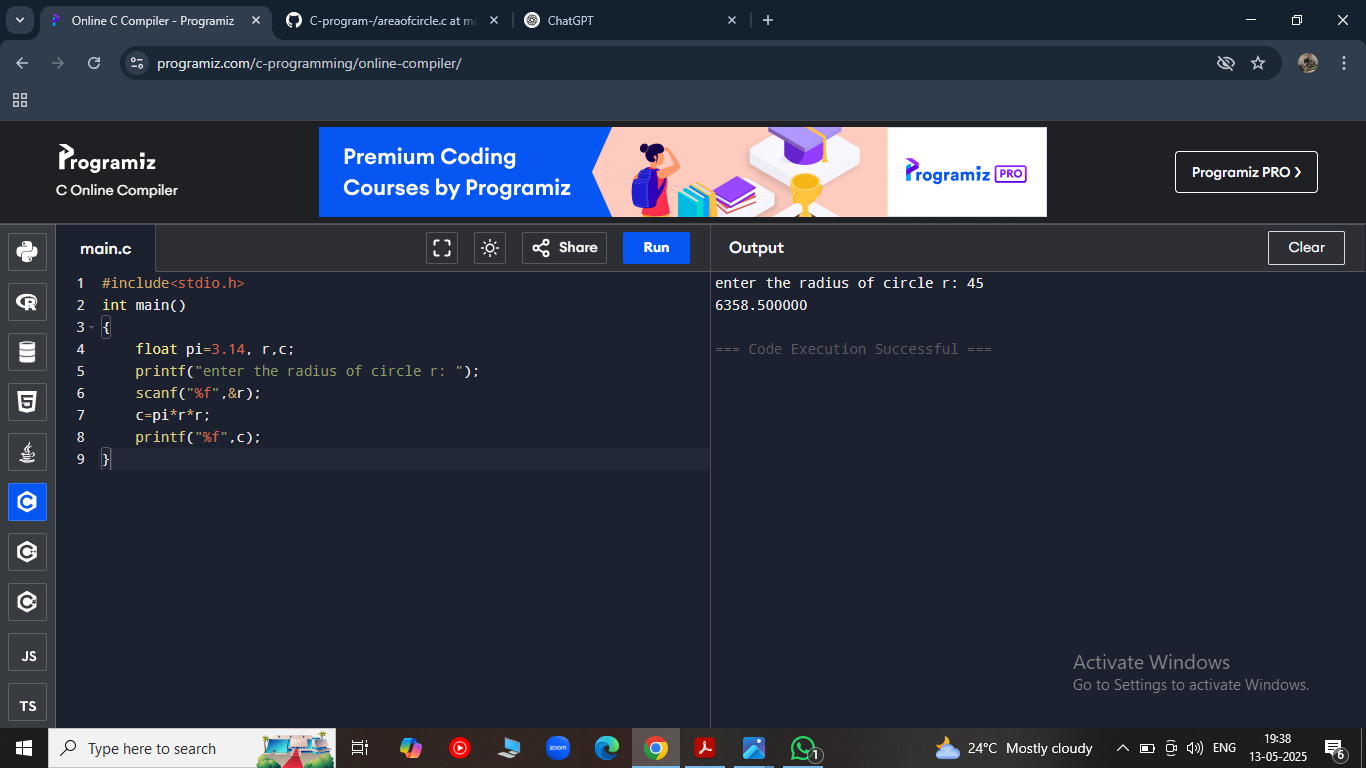 Online C Compiler - Programiz
C-program-/areaofcircle.c at ma
ChatGPT
programiz.com/c-programming/online-compiler/
Programiz
C Online Compiler
Premium Coding
Courses by Programiz
Programiz PRO
Programiz PRO ❯
main.c
Share
Run
Output
Clear
1 #include<stdio.h>
2 int main()
3 {
4 float pi=3.14, r,c;
5 printf("enter the radius of circle r: ");
6 scanf("%f",&r);
7 c=pi*r*r;
8 printf("%f",c);
9 }
enter the radius of circle r: 45
6358.500000
=== Code Execution Successful ===
JS
TS
Activate Windows
Go to Settings to activate Windows.
Type here to search
zoom
1
24°C Mostly cloudy
ENG
19:38
13-05-2025
6